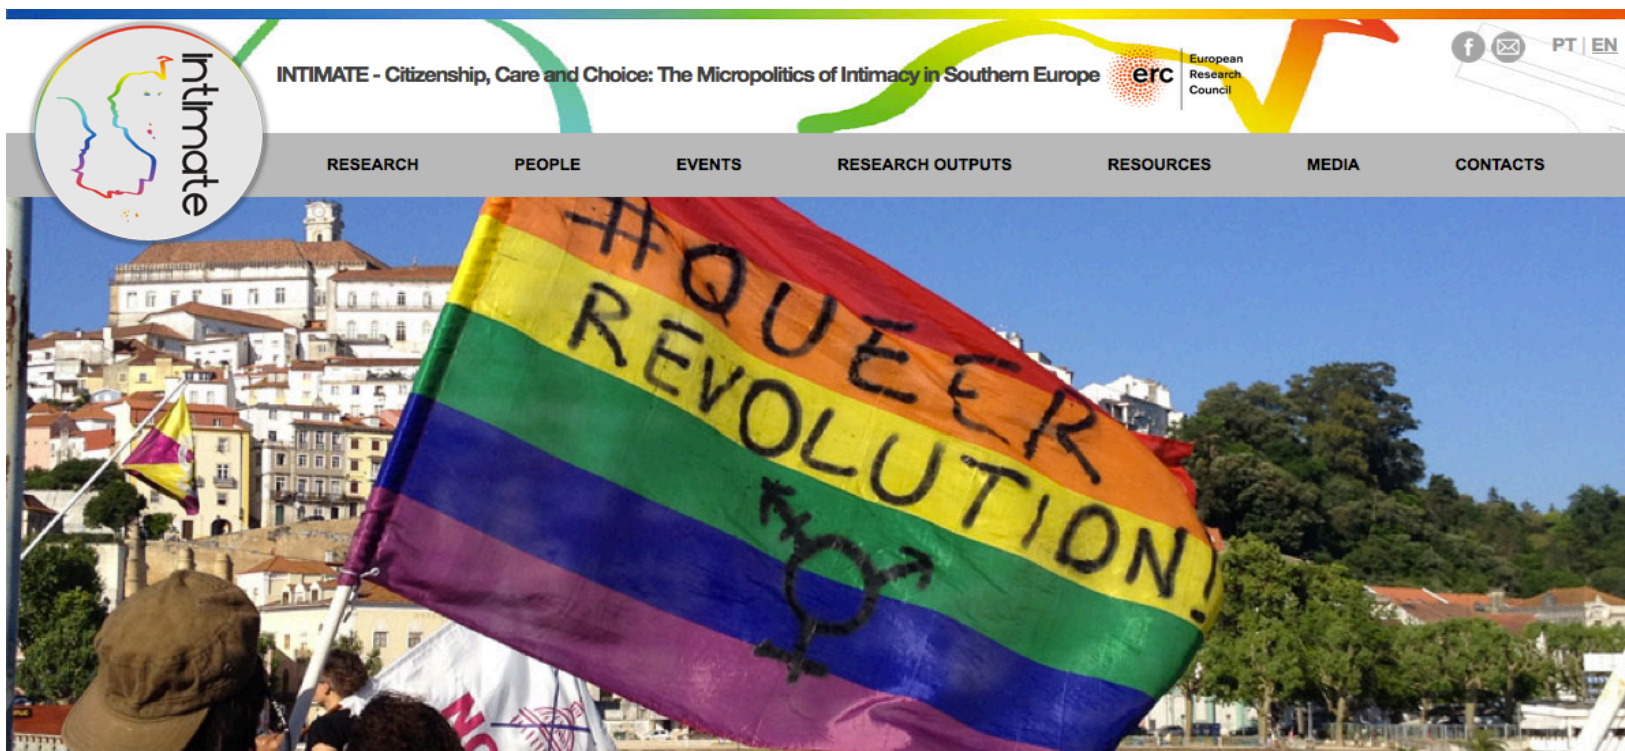 Intimate
INTIMATE - Citizenship, Care and Choice: The Micropolitics of Intimacy in Southern Europe
erc
European
Research
Council
f
PT | EN
RESEARCH PEOPLE EVENTS RESEARCH OUTPUTS RESOURCES MEDIA CONTACTS
#QUEER
REVOLUTION!
NO